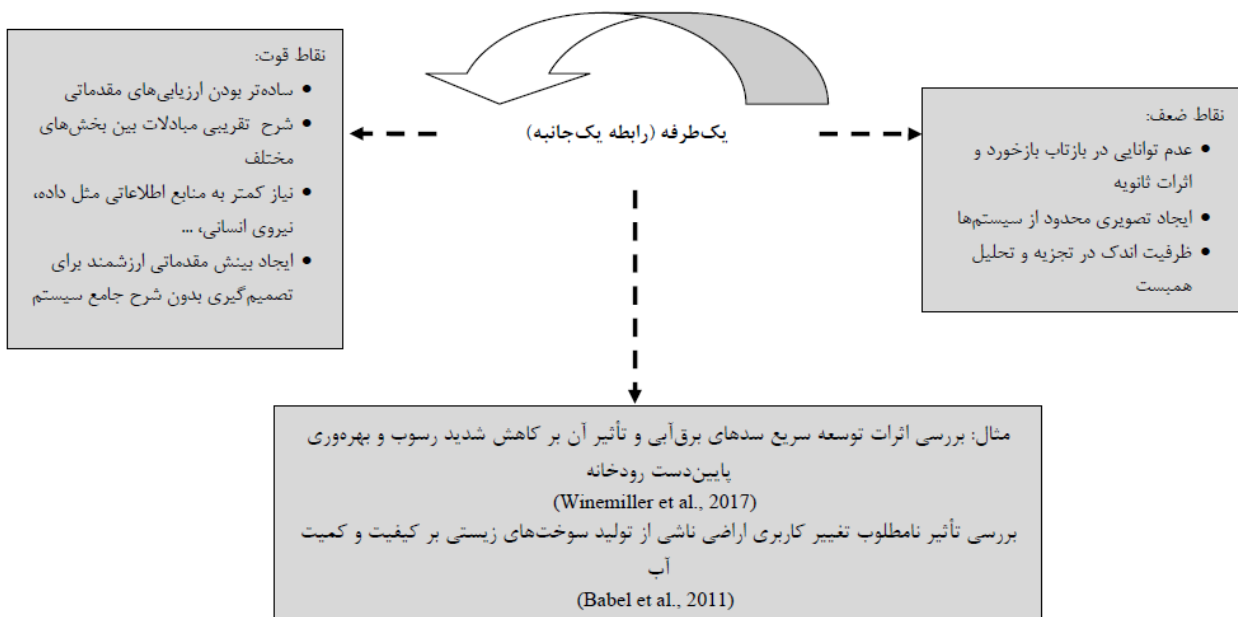 یک‌طرفه (رابطه یک‌جانبه)
نقاط ضعف:
● عدم توانایی در بازتاب بازخورد و
اثرات ثانویه
● ایجاد تصویری محدود از سیستم‌ها
● ظرفیت اندک در تجزیه و تحلیل
همبست
نقاط قوت:
● ساده‌تر بودن ارزیابی‌های مقدماتی
● شرح تقریبی مبادلات بین بخش‌های
مختلف
● نیاز کمتر به منابع اطلاعاتی مثل داده،
نیروی انسانی، ...
● ایجاد بینش مقدماتی ارزشمند برای
تصمیم‌گیری بدون شرح جامع سیستم
مثال: بررسی اثرات توسعه سریع سدهای برق‌آبی و تأثیر آن بر کاهش شدید رسوب و بهره‌وری
پایین‌دست رودخانه
(Winemiller et al., 2017)
بررسی تأثیر نامطلوب تغییر کاربری اراضی ناشی از تولید سوخت‌های زیستی بر کیفیت و کمیت
آب
(Babel et al., 2011)